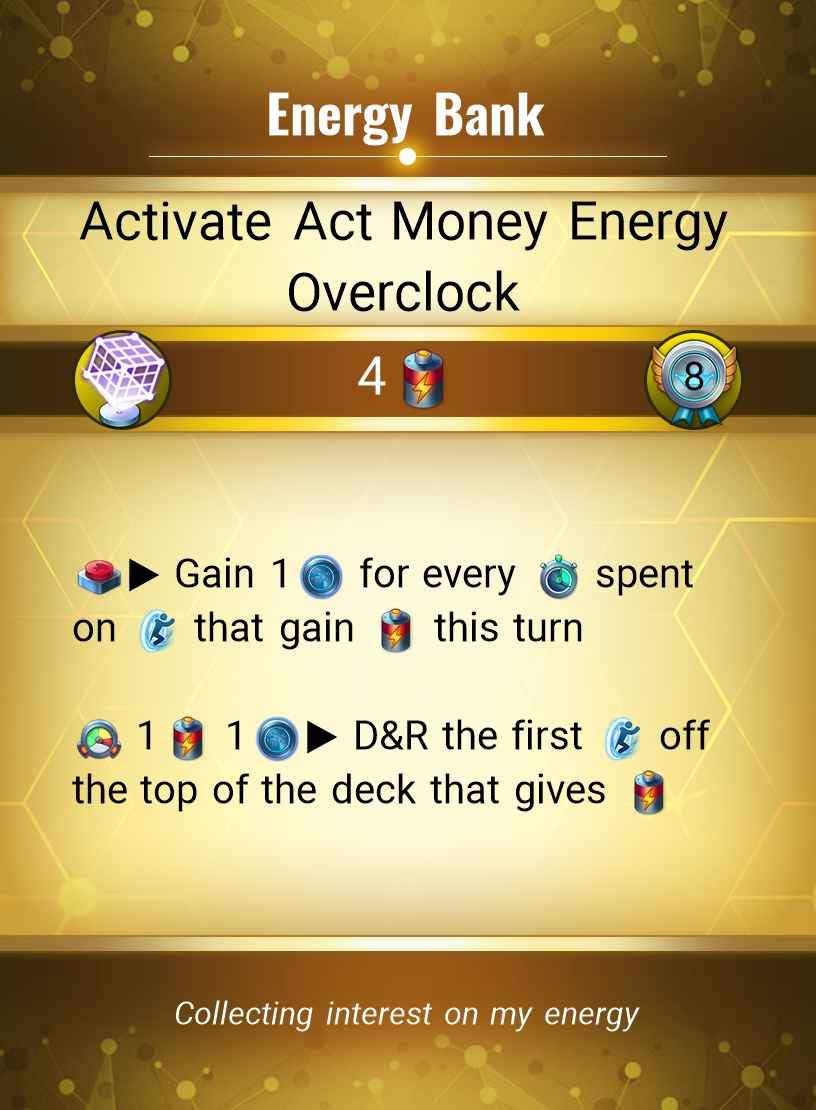 Energy Bank
Activate Act Money Energy
Overclock
4
8
▶ Gain 1 for every spent
on that gain this turn
1 1 ▶ D&R the first off
the top of the deck that gives
Collecting interest on my energy